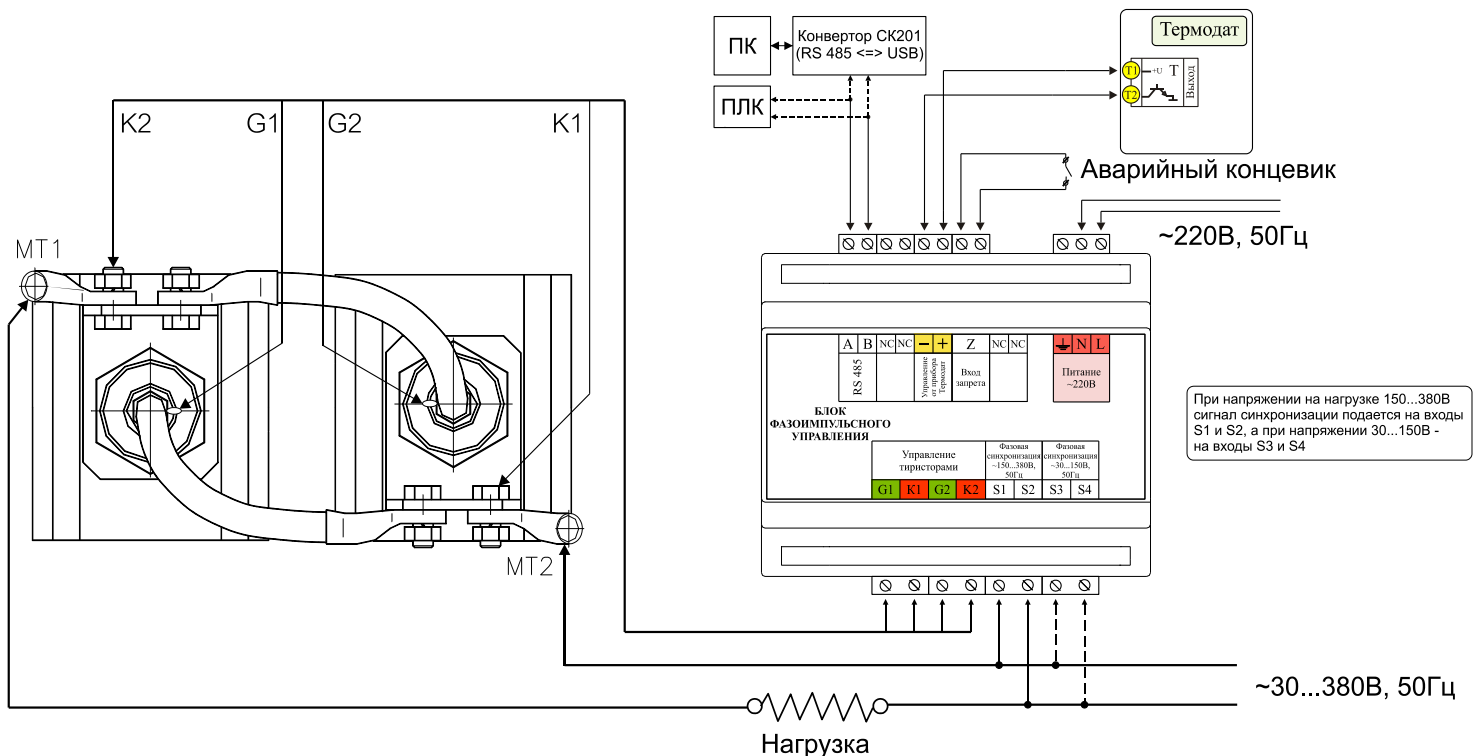 ПК
Конвертор СК201
(RS 485 <=> USB)
ПЛК
Термодат
T1
+U
T
T2
Выход
K2
G1
G2
K1
Аварийный концевик
~220В, 50Гц
MT1
MT2
A B NC NC − + Z NC NC N L
RS 485
Управление
от прибора
Термодат
Вход
запрета
Питание
~220В
БЛОК
ФАЗОИМПУЛЬСНОГО
УПРАВЛЕНИЯ
Управление
тиристорами
Фазовая
синхронизация
~150...380В,
50Гц
Фазовая
синхронизация
~30...150В,
50Гц
G1 K1 G2 K2 S1 S2 S3 S4
При напряжении на нагрузке 150...380В
сигнал синхронизации подается на входы
S1 и S2, а при напряжении 30...150В -
на входы S3 и S4
~30...380В, 50Гц
Нагрузка